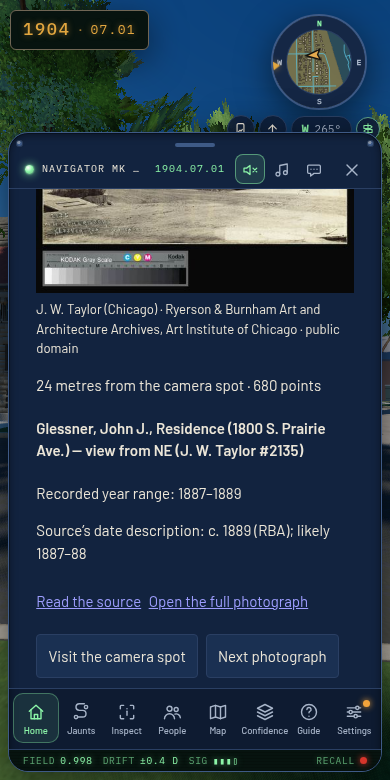 1904 · 07.01
N
W
E
S
W 265°
NAVIGATOR MK …
1904.07.01
KODAK Gray Scale
C Y M
Kodak
J. W. Taylor (Chicago) · Ryerson & Burnham Art and
Architecture Archives, Art Institute of Chicago · public
domain
24 metres from the camera spot · 680 points
Glessner, John J., Residence (1800 S. Prairie
Ave.) — view from NE (J. W. Taylor #2135)
Recorded year range: 1887–1889
Source's date description: c. 1889 (RBA); likely
1887–88
Read the source Open the full photograph
Visit the camera spot
Next photograph
Home Jaunts Inspect People Map Confidence Guide Settings
FIELD 0.998 DRIFT ±0.4 D SIG RECALL